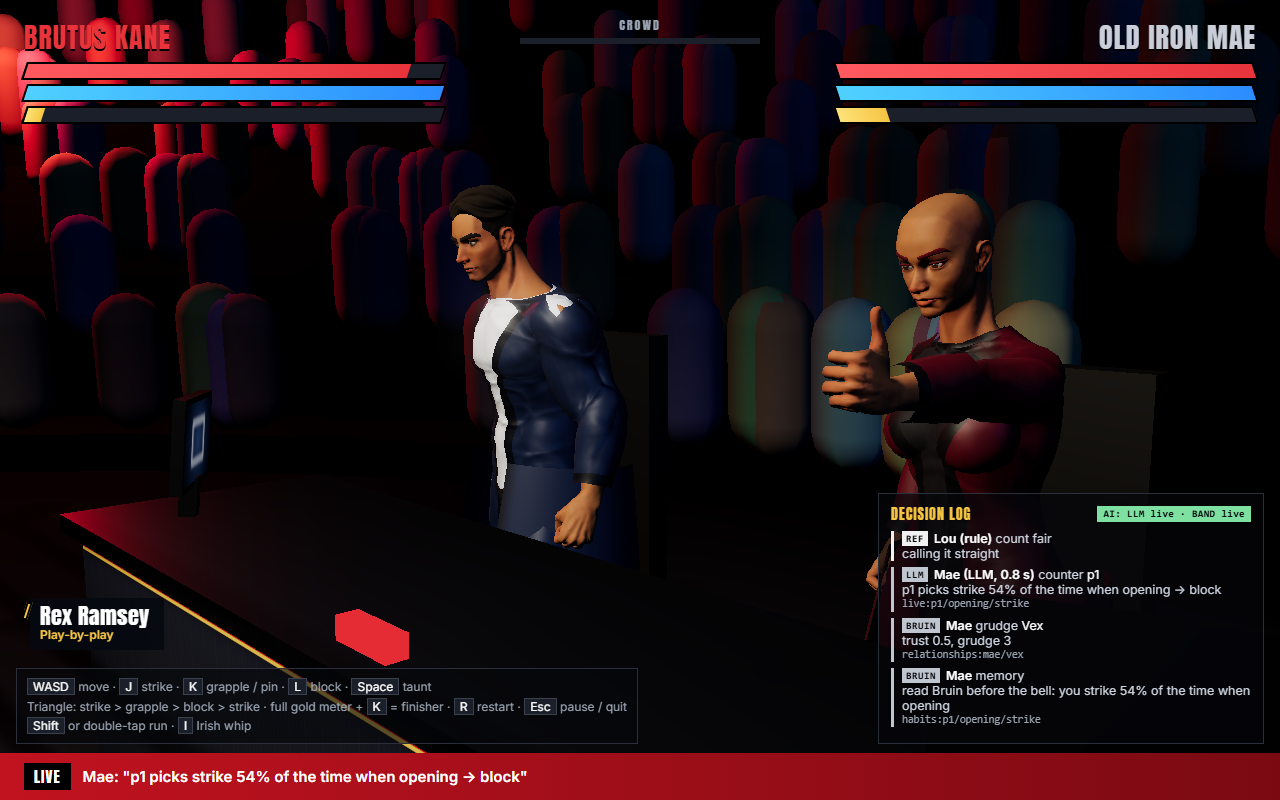 BRUTUS KANE
CROWD
OLD IRON MAE
DECISION LOG
AI: LLM live · BAND live
REF Lou (rule) count fair
calling it straight
LLM Mae (LLM, 0.8 s) counter p1
p1 picks strike 54% of the time when opening → block
live:p1/opening/strike
BRUIN Mae grudge Vex
trust 0.5, grudge 3
relationships:mae/vex
BRUIN Mae memory
read Bruin before the bell: you strike 54% of the time when
opening
habits:p1/opening/strike
Rex Ramsey
Play-by-play
WASD move · J strike · K grapple / pin · L block · Space taunt
Triangle: strike > grapple > block > strike · full gold meter + K = finisher · R restart · Esc pause / quit
Shift or double-tap run · I Irish whip
LIVE Mae: "p1 picks strike 54% of the time when opening → block"